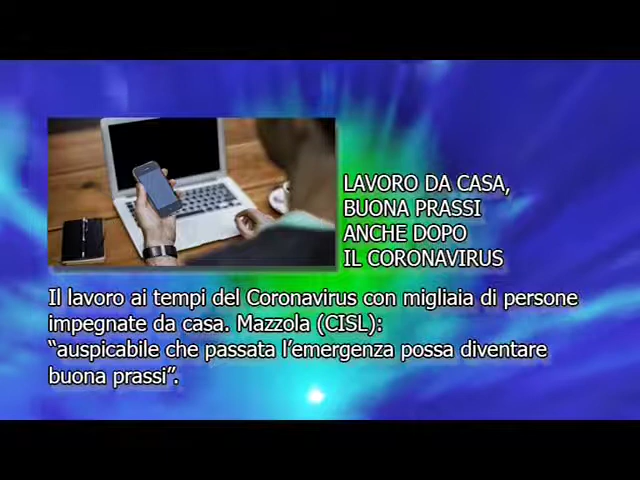 LAVORO DA CASA,
BUONA PRASSI
ANCHE DOPO
IL CORONAVIRUS
Il lavoro ai tempi del Coronavirus con migliaia di persone
impegnate da casa. Mazzola (CISL):
“auspicabile che passata l’emergenza possa diventare
buona prassi”.